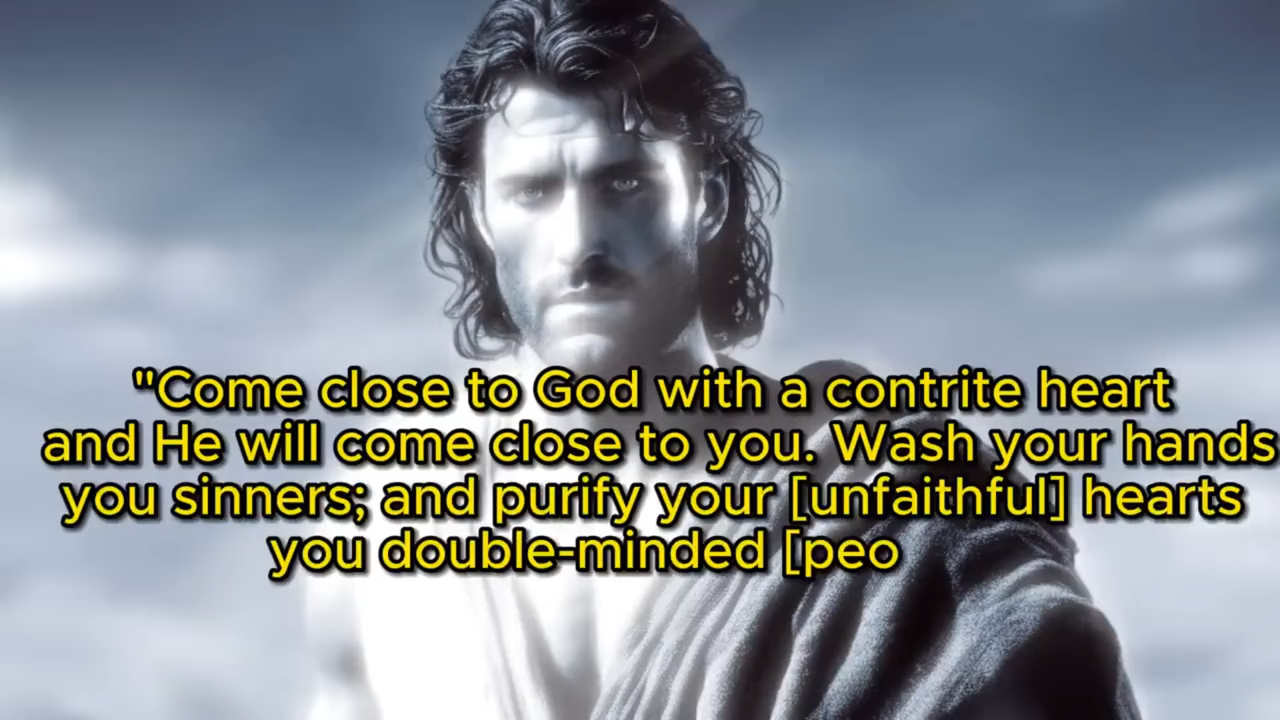 "Come close to God with a contrite heart
and He will come close to you. Wash your hands
you sinners; and purify your [unfaithful] hearts
you double-minded [peo